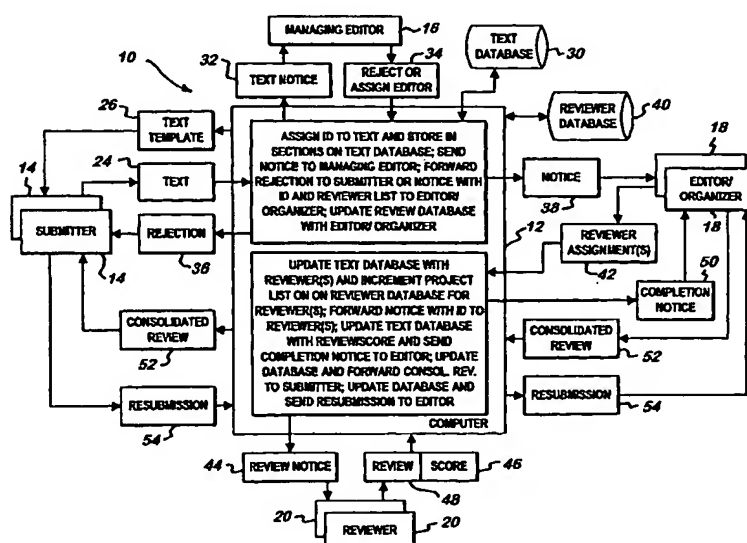 MANAGING EDITOR
16
10
32
TEXT NOTICE
34
REJECT OR
ASSIGN EDITOR
TEXT
DATABASE
30
26
TEXT
TEMPLATE
REVIEWER
DATABASE
40
24
TEXT
14
SUBMITTER
14
REJECTION
36
ASSIGN ID TO TEXT AND STORE IN
SECTIONS ON TEXT DATABASE; SEND
NOTICE TO MANAGING EDITOR; FORWARD
REJECTION TO SUBMITTER OR NOTICE WITH
ID AND REVIEWER LIST TO EDITOR/
ORGANIZER; UPDATE REVIEW DATABASE
WITH EDITOR/ ORGANIZER
NOTICE
38
18
EDITOR/
ORGANIZER
18
12
REVIEWER
ASSIGNMENT(S)
42
50
COMPLETION
NOTICE
UPDATE TEXT DATABASE WITH
REVIEWER(S) AND INCREMENT PROJECT
LIST ON ON REVIEWER DATABASE FOR
REVIEWER(S); FORWARD NOTICE WITH ID TO
REVIEWER(S); UPDATE TEXT DATABASE
WITH REVIEW/SCORE AND SEND
COMPLETION NOTICE TO EDITOR; UPDATE
DATABASE AND FORWARD CONSOL. REV.
TO SUBMITTER; UPDATE DATABASE AND
SEND RESUBMISSION TO EDITOR
COMPUTER
CONSOLIDATED
REVIEW
52
CONSOLIDATED
REVIEW
52
RESUBMISSION
54
RESUBMISSION
54
44
REVIEW NOTICE
REVIEW
SCORE
46
48
20
REVIEWER
20